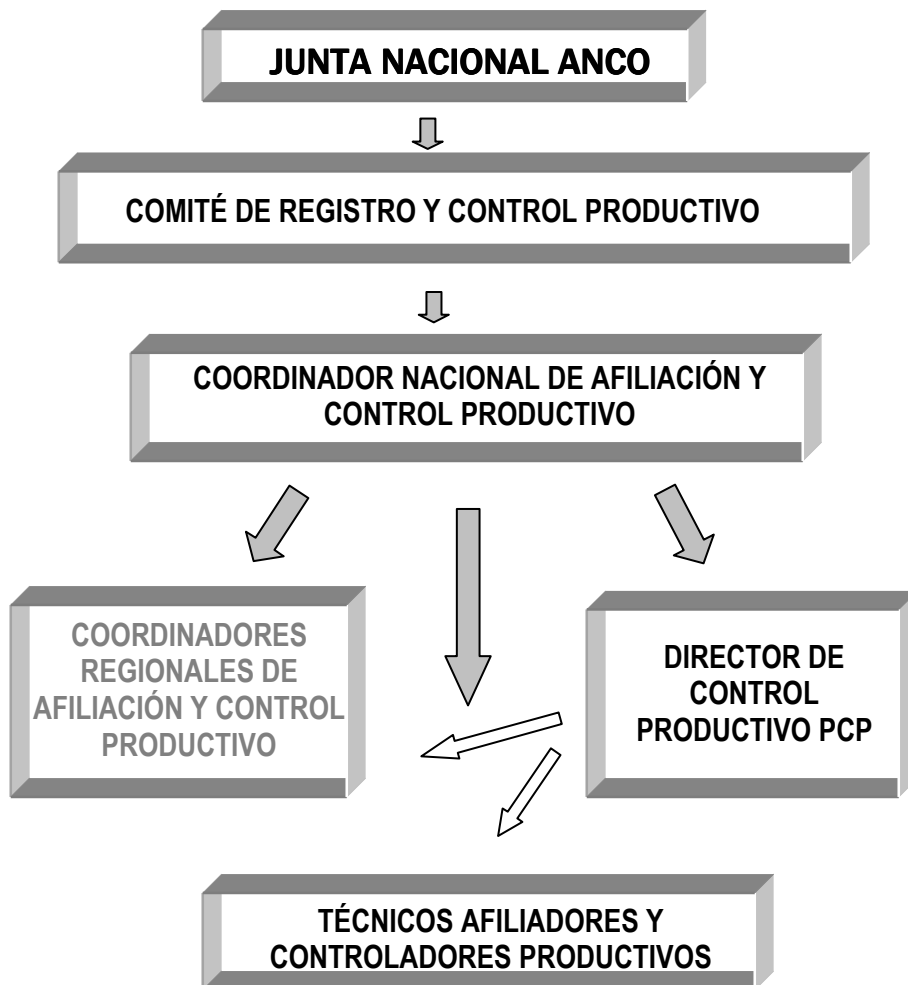 JUNTA NACIONAL ANCO
COMITÉ DE REGISTRO Y CONTROL PRODUCTIVO
COORDINADOR NACIONAL DE AFILIACIÓN Y
CONTROL PRODUCTIVO
COORDINADORES
REGIONALES DE
AFILIACIÓN Y CONTROL
PRODUCTIVO
DIRECTOR DE
CONTROL
PRODUCTIVO PCP
TÉCNICOS AFILIADORES Y
CONTROLADORES PRODUCTIVOS